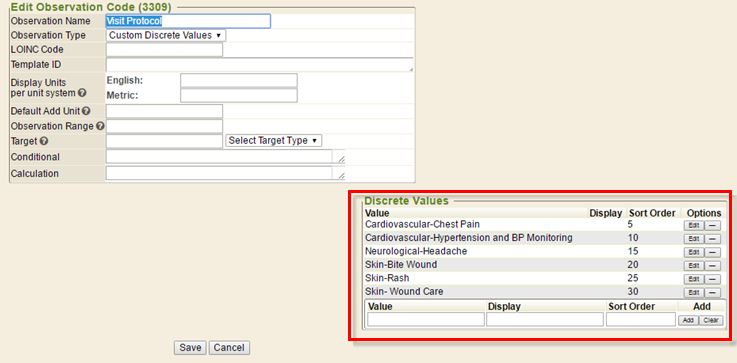 Edit Observation Code (3309)
Observation Name Visit Protocol
Observation Type Custom Discrete Values
LOINC Code
Template ID
Display Units per unit system English:
Metric:
Default Add Unit
Observation Range
Target Select Target Type
Conditional
Calculation
Discrete Values
Value Display Sort Order Options
Cardiovascular-Chest Pain 5 Edit —
Cardiovascular-Hypertension and BP Monitoring 10 Edit —
Neurological-Headache 15 Edit —
Skin-Bite Wound 20 Edit —
Skin-Rash 25 Edit —
Skin- Wound Care 30 Edit —
Value Display Sort Order Add
Add Clear
Save Cancel